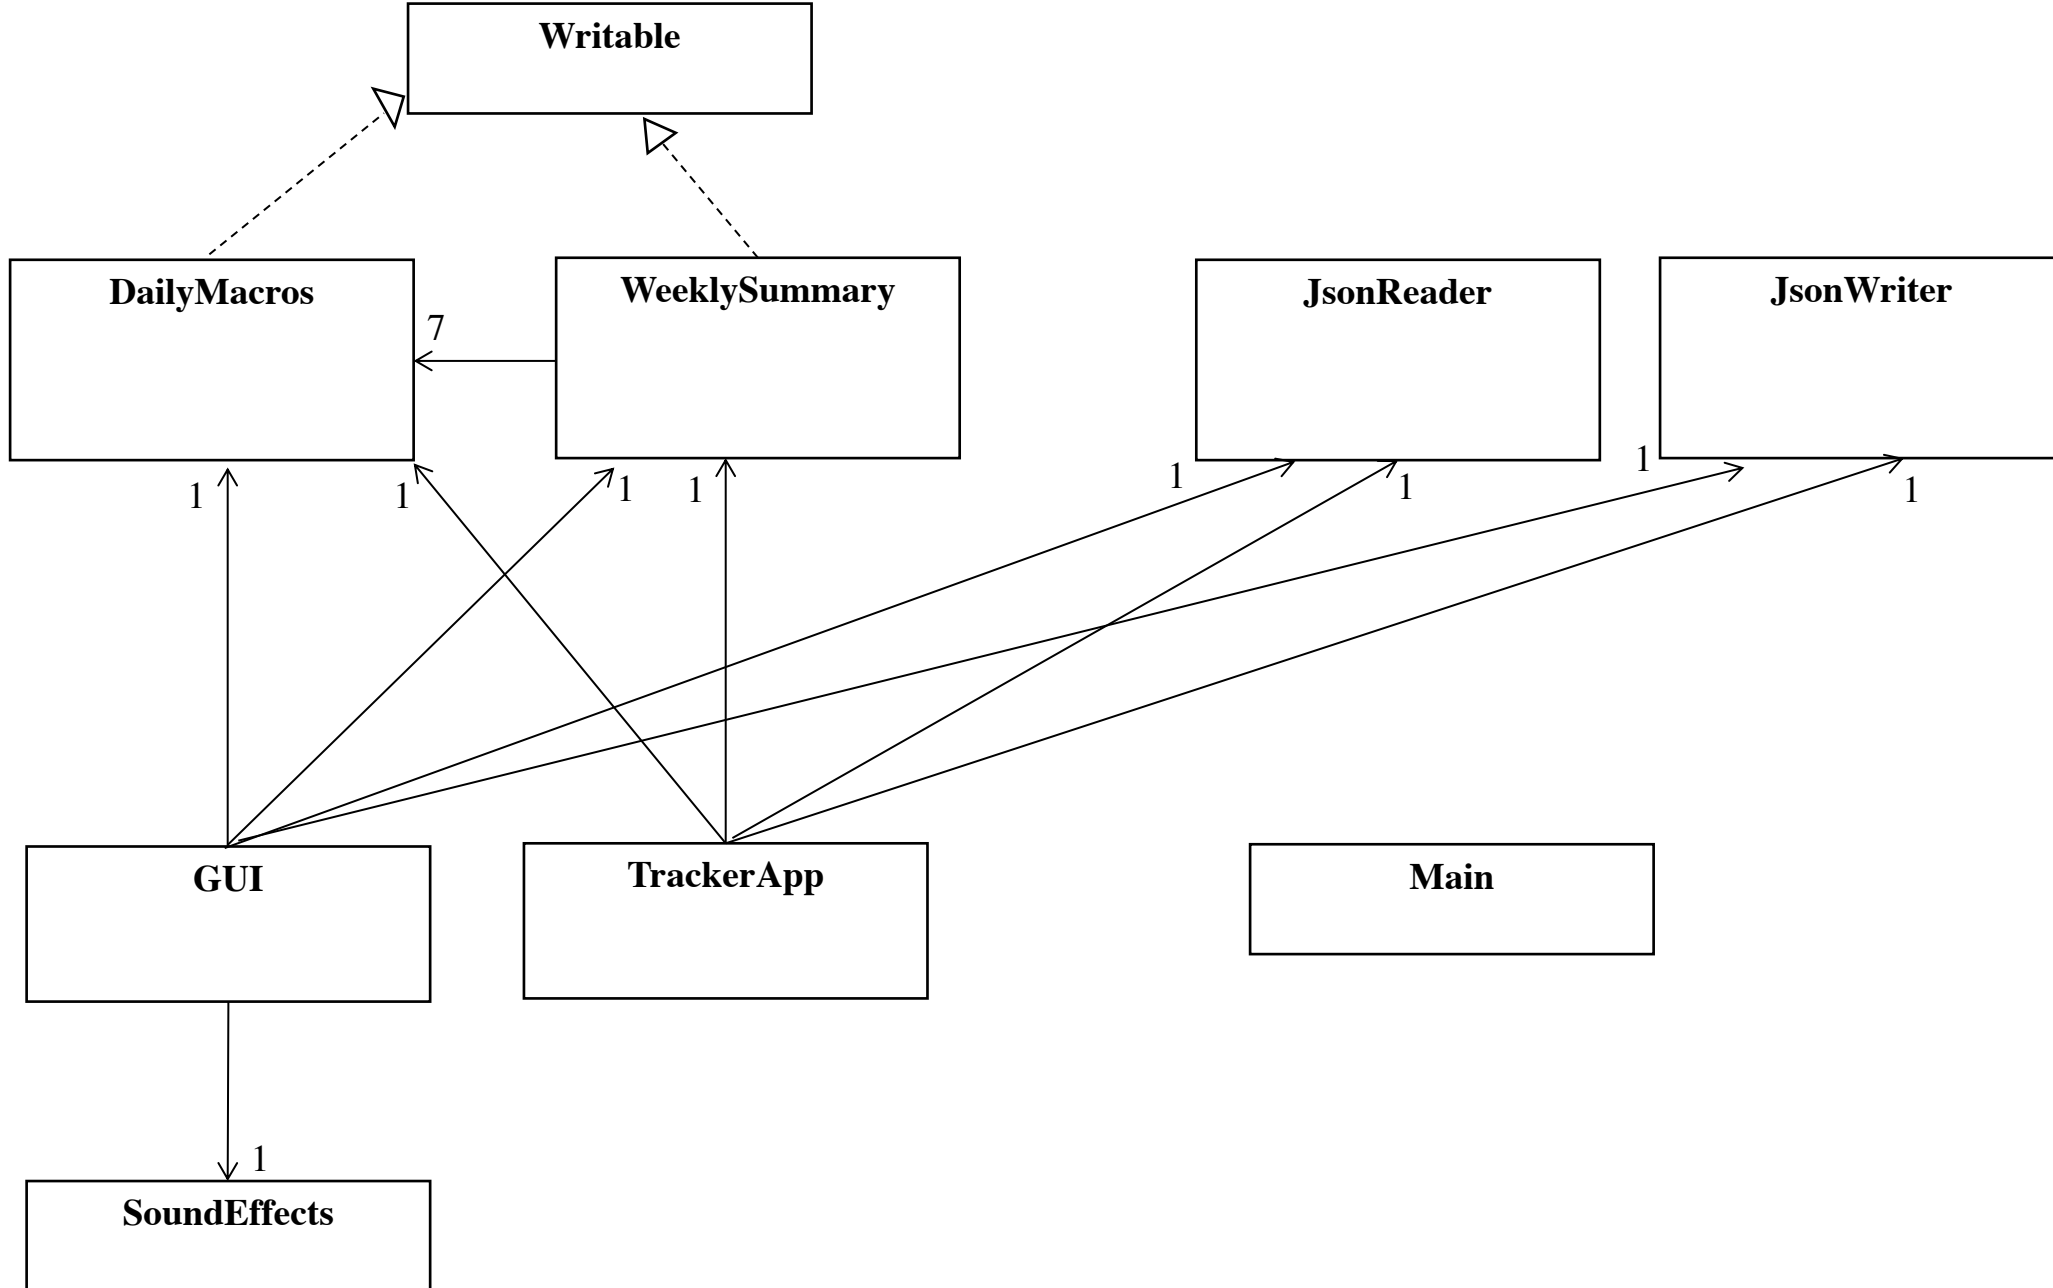 Writable
DailyMacros
WeeklySummary
JsonReader
JsonWriter
7
1
1
1
1
1
1
1
1
GUI
TrackerApp
Main
1
SoundEffects